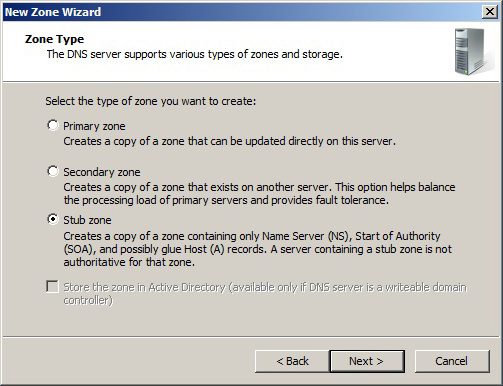 New Zone Wizard
Zone Type
The DNS server supports various types of zones and storage.
Select the type of zone you want to create:
Primary zone
Creates a copy of a zone that can be updated directly on this server.
Secondary zone
Creates a copy of a zone that exists on another server. This option helps balance
the processing load of primary servers and provides fault tolerance.
Stub zone
Creates a copy of a zone containing only Name Server (NS), Start of Authority
(SOA), and possibly glue Host (A) records. A server containing a stub zone is not
authoritative for that zone.
Store the zone in Active Directory (available only if DNS server is a writeable domain
controller)
< Back
Next >
Cancel